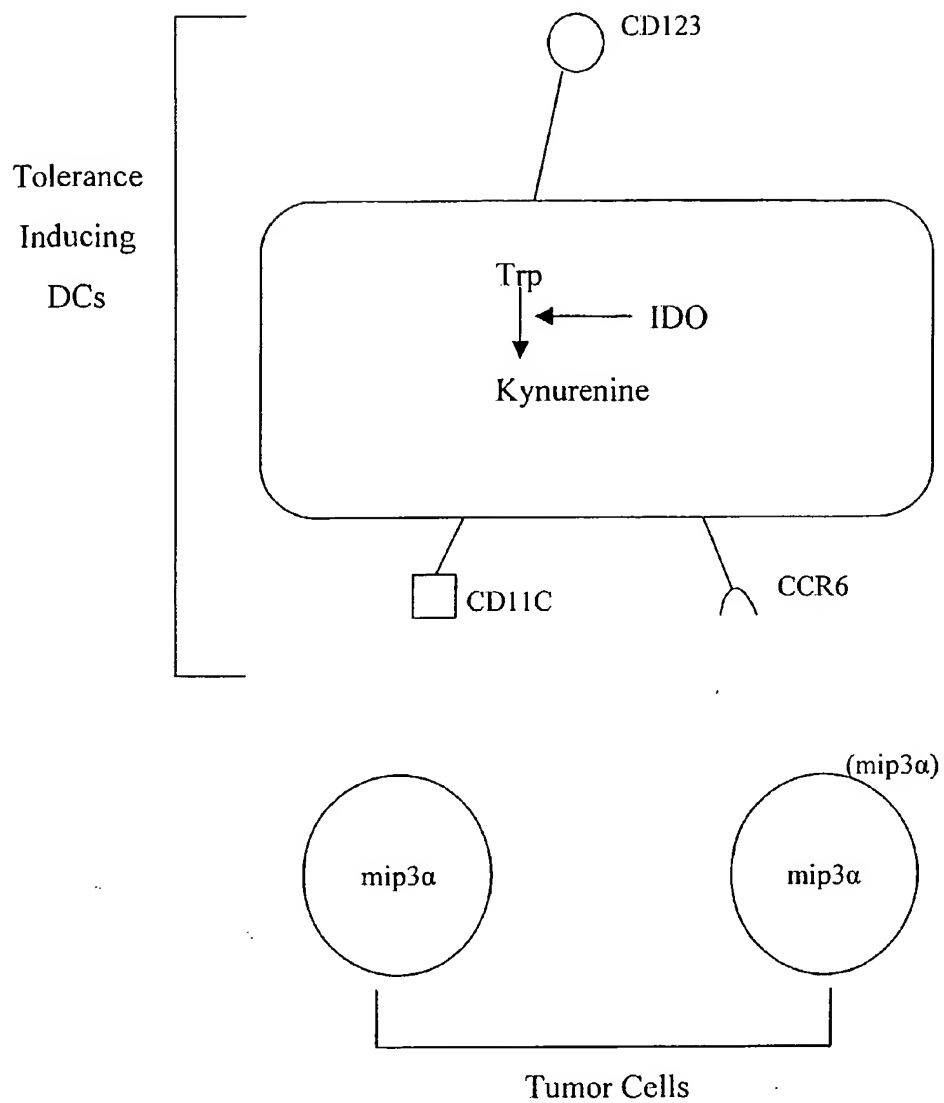 CD123
Tolerance
Inducing
DCs
Trp
IDO
Kynurenine
CD11C
CCR6
(mip3α)
mip3α
mip3α
Tumor Cells